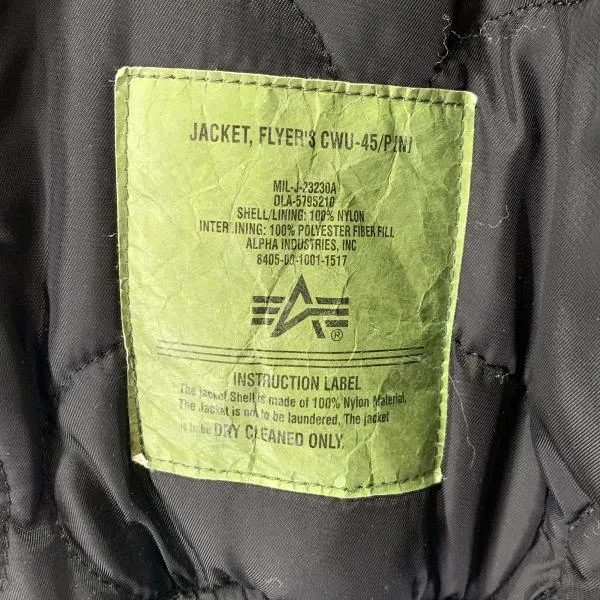 JACKET, FLYER'S CWU-45/P(N)
MIL-J-23230A
DLA-5795210
SHELL/LINING: 100% NYLON
INTERLINING: 100% POLYESTER FIBER FILL
ALPHA INDUSTRIES, INC
8405-00-1001-1517
®
INSTRUCTION LABEL
The jacket Shell is made of 100% Nylon Material,
The Jacket is not to be laundered, The jacket
is to be DRY CLEANED ONLY.